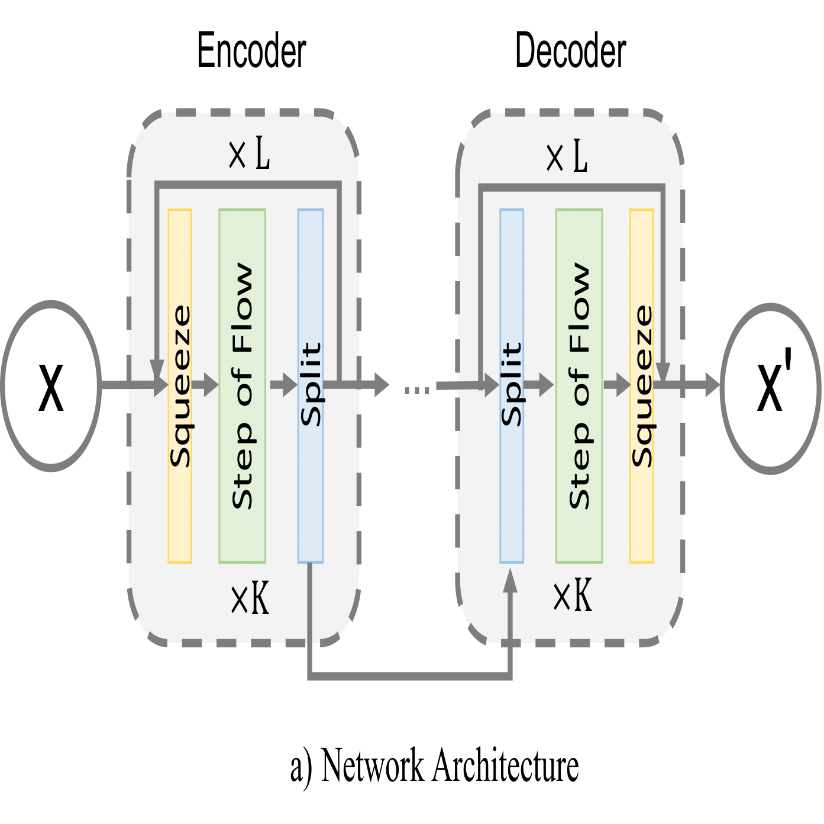 Encoder
Decoder
× L
× L
X
Squeeze
Step of Flow
Split
...
Split
Step of Flow
Squeeze
X'
×K
×K
a) Network Architecture